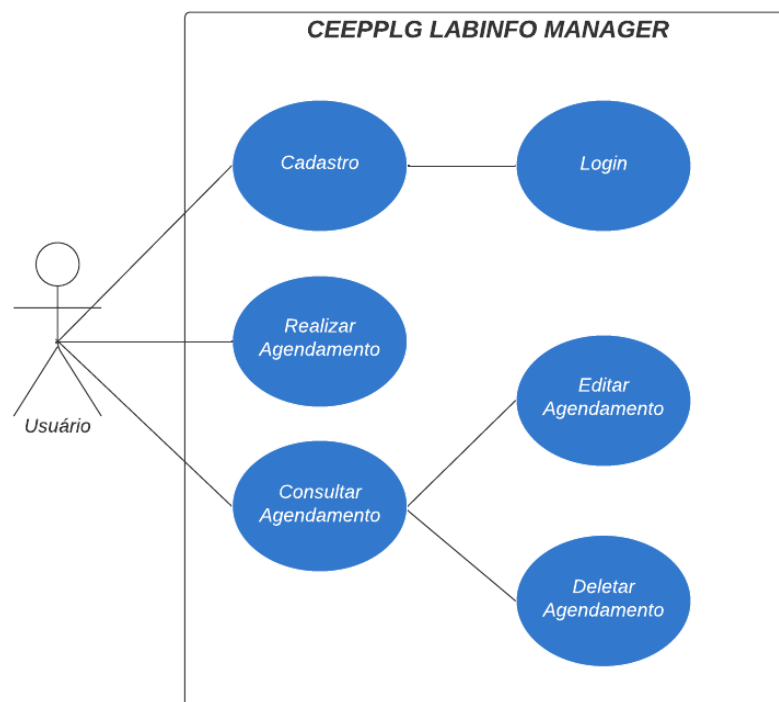 CEEPPLG LABINFO MANAGER
Cadastro
Login
Realizar
Agendamento
Editar
Agendamento
Usuário
Consultar
Agendamento
Deletar
Agendamento